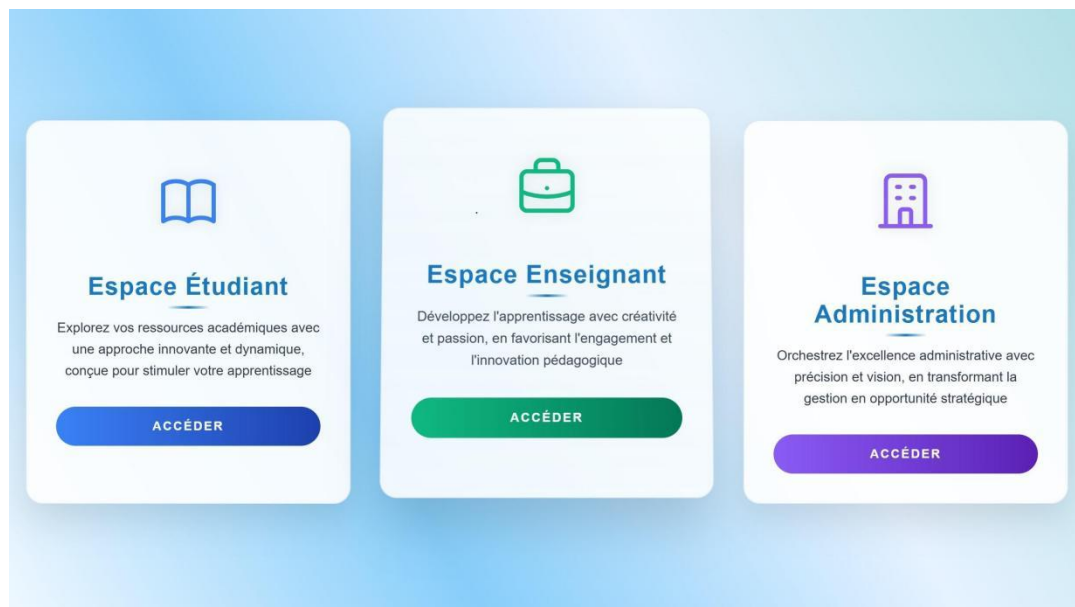 Espace Étudiant
Explorez vos ressources académiques avec
une approche innovante et dynamique,
conçue pour stimuler votre apprentissage
ACCÉDER
Espace Enseignant
Développez l'apprentissage avec créativité
et passion, en favorisant l'engagement et
l'innovation pédagogique
ACCÉDER
Espace
Administration
Orchestrez l'excellence administrative avec
précision et vision, en transformant la
gestion en opportunité stratégique
ACCÉDER